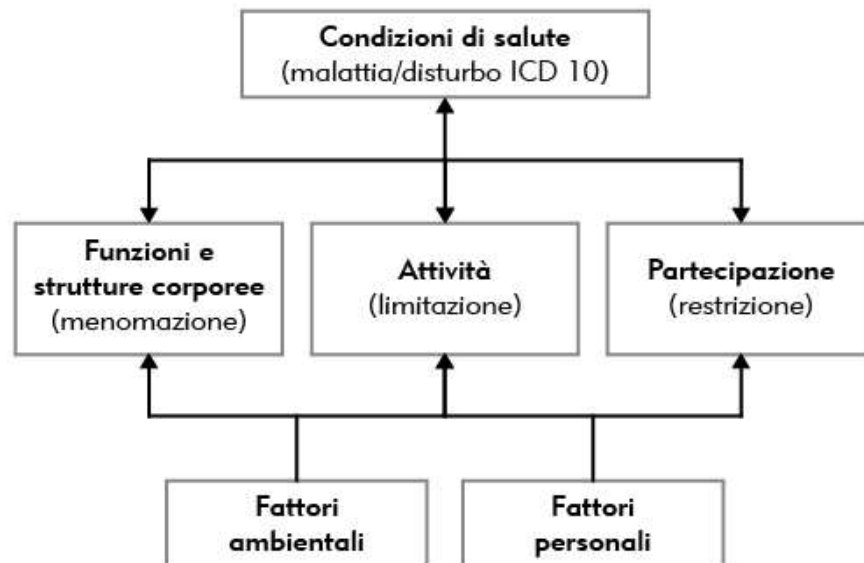 Condizioni di salute
(malattia/disturbo ICD 10)
Funzioni e
strutture corporee
(menomazione)
Attività
(limitazione)
Partecipazione
(restrizione)
Fattori
ambientali
Fattori
personali